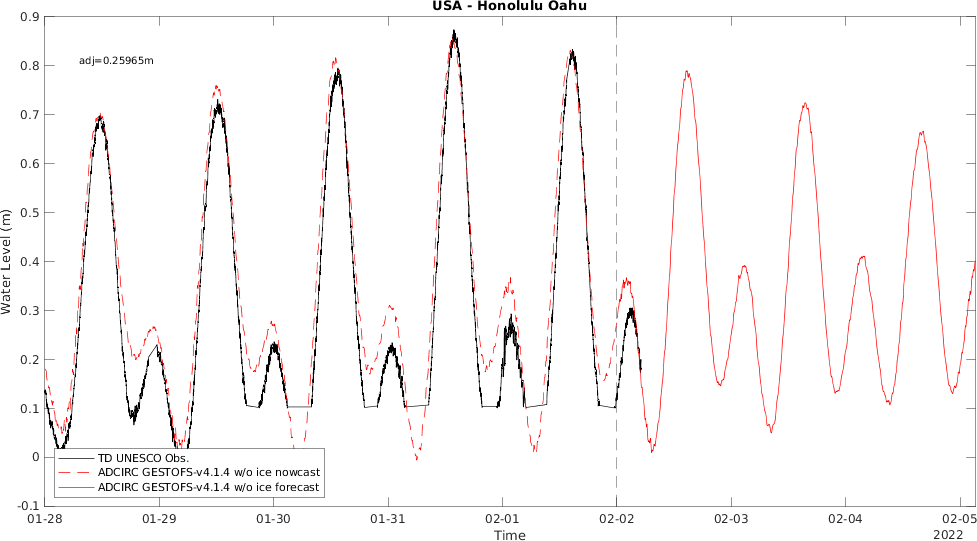 USA - Honolulu Oahu
adj=0.25965m
Water Level (m)
0.9
0.8
0.7
0.6
0.5
0.4
0.3
0.2
0.1
0
-0.1
TD UNESCO Obs.
ADCIRC GESTOFS-v4.1.4 w/o ice nowcast
ADCIRC GESTOFS-v4.1.4 w/o ice forecast
01-28 01-29 01-30 01-31 02-01 02-02 02-03 02-04 02-05
Time
2022